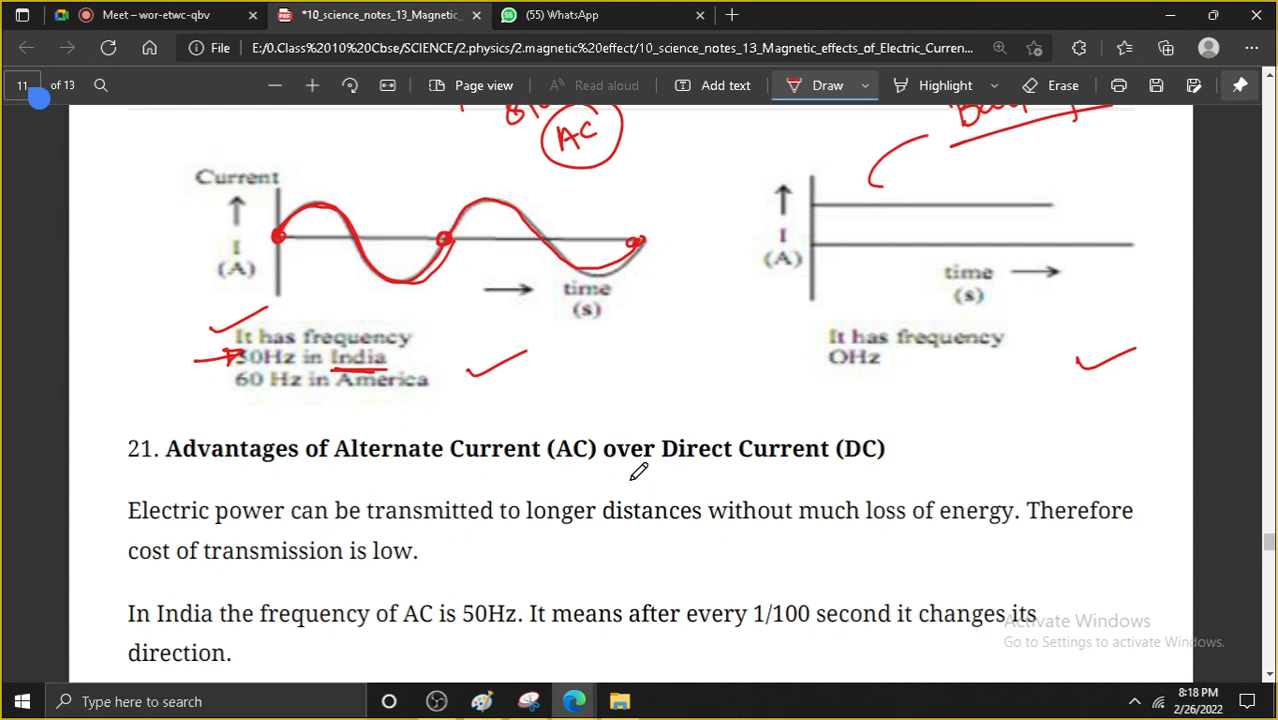 Meet – wor-etwc-qbv
*10_science_notes_13_Magnetic_
(55) WhatsApp
File
E:/0.Class%2010%20Cbse/SCIENCE/2.physics/2.magnetic%20effect/10_science_notes_13_Magnetic_effects_of_Electric_Curren...
11 of 13
Page view
Read aloud
Add text
Draw
Highlight
Erase
AC
Current
I
(A)
time
(s)
It has frequency
50Hz in India
60 Hz in America
I
(A)
time
(s)
It has frequency
OHz
21. Advantages of Alternate Current (AC) over Direct Current (DC)
Electric power can be transmitted to longer distances without much loss of energy. Therefore
cost of transmission is low.
In India the frequency of AC is 50Hz. It means after every 1/100 second it changes its
direction.
Activate Windows
Go to Settings to activate Windows.
Type here to search
8:18 PM
2/26/2022